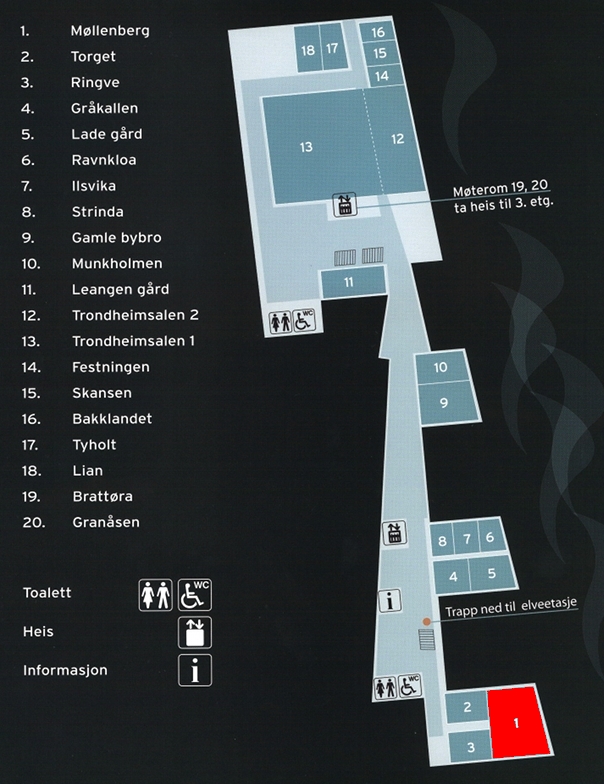 1. Møllenberg
2. Torget
3. Ringve
4. Gråkallen
5. Lade gård
6. Ravnkloa
7. Ilsvika
8. Strinda
9. Gamle bybro
10. Munkholmen
11. Leangen gård
12. Trondheimsalen 2
13. Trondheimsalen 1
14. Festningen
15. Skansen
16. Bakklandet
17. Tyholt
18. Lian
19. Brattøra
20. Granåsen
Toalett WC
Heis
Informasjon i
18 17 16
15
14
13 12
Møterom 19, 20
ta heis til 3. etg.
11
WC
10
9
8 7 6
4 5
i
Trapp ned til elveetasje
WC
2 1
3